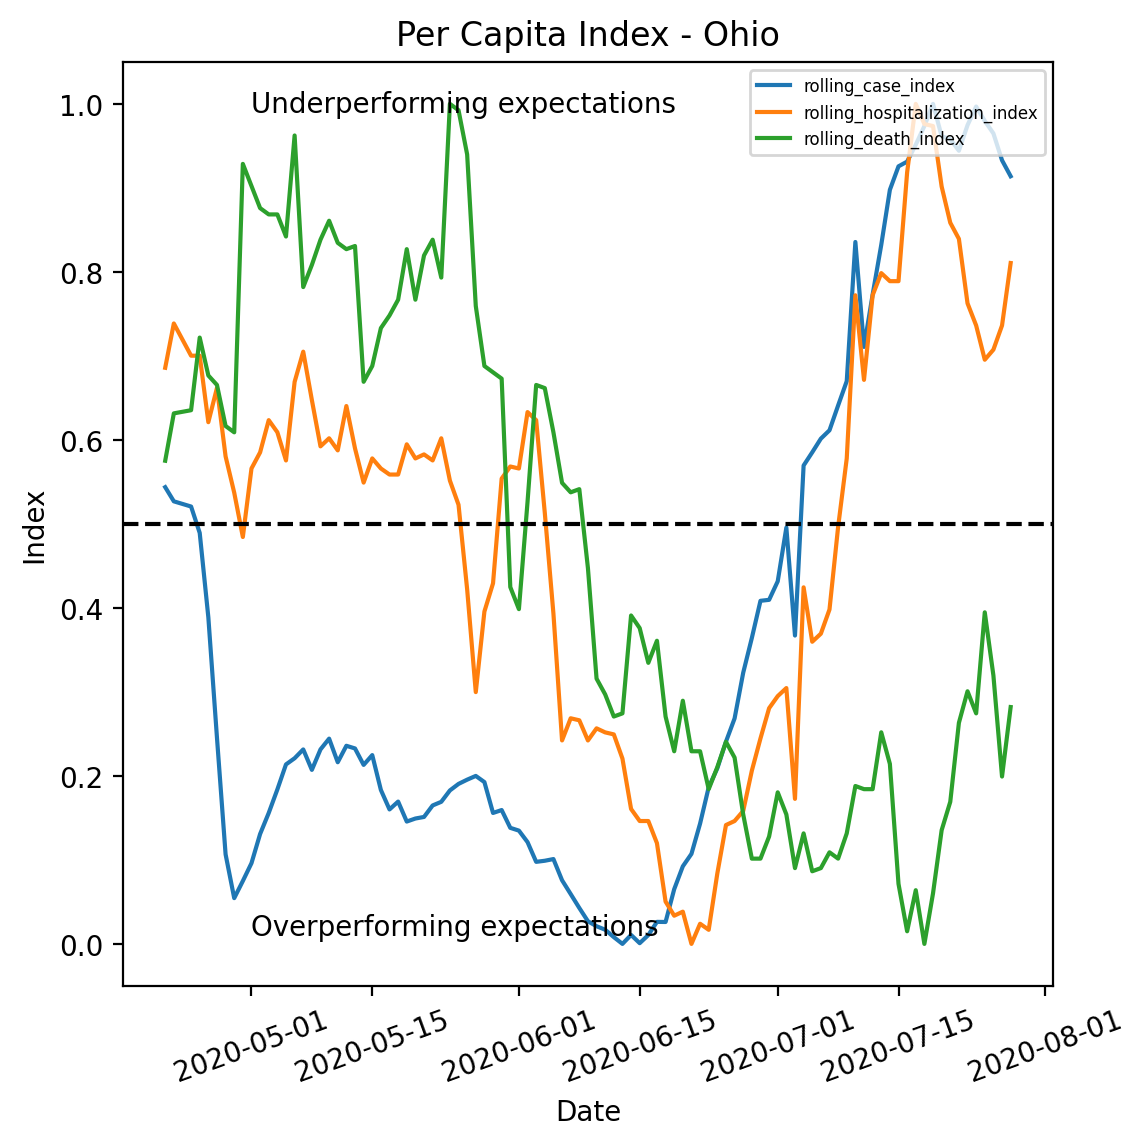 Per Capita Index - Ohio
Underperforming expectations
rolling_case_index
rolling_hospitalization_index
rolling_death_index
1.0
0.8
0.6
0.4
0.2
0.0
Index
Overperforming expectations
2020-05-01
2020-05-15
2020-06-01
2020-06-15
2020-07-01
2020-07-15
2020-08-01
Date